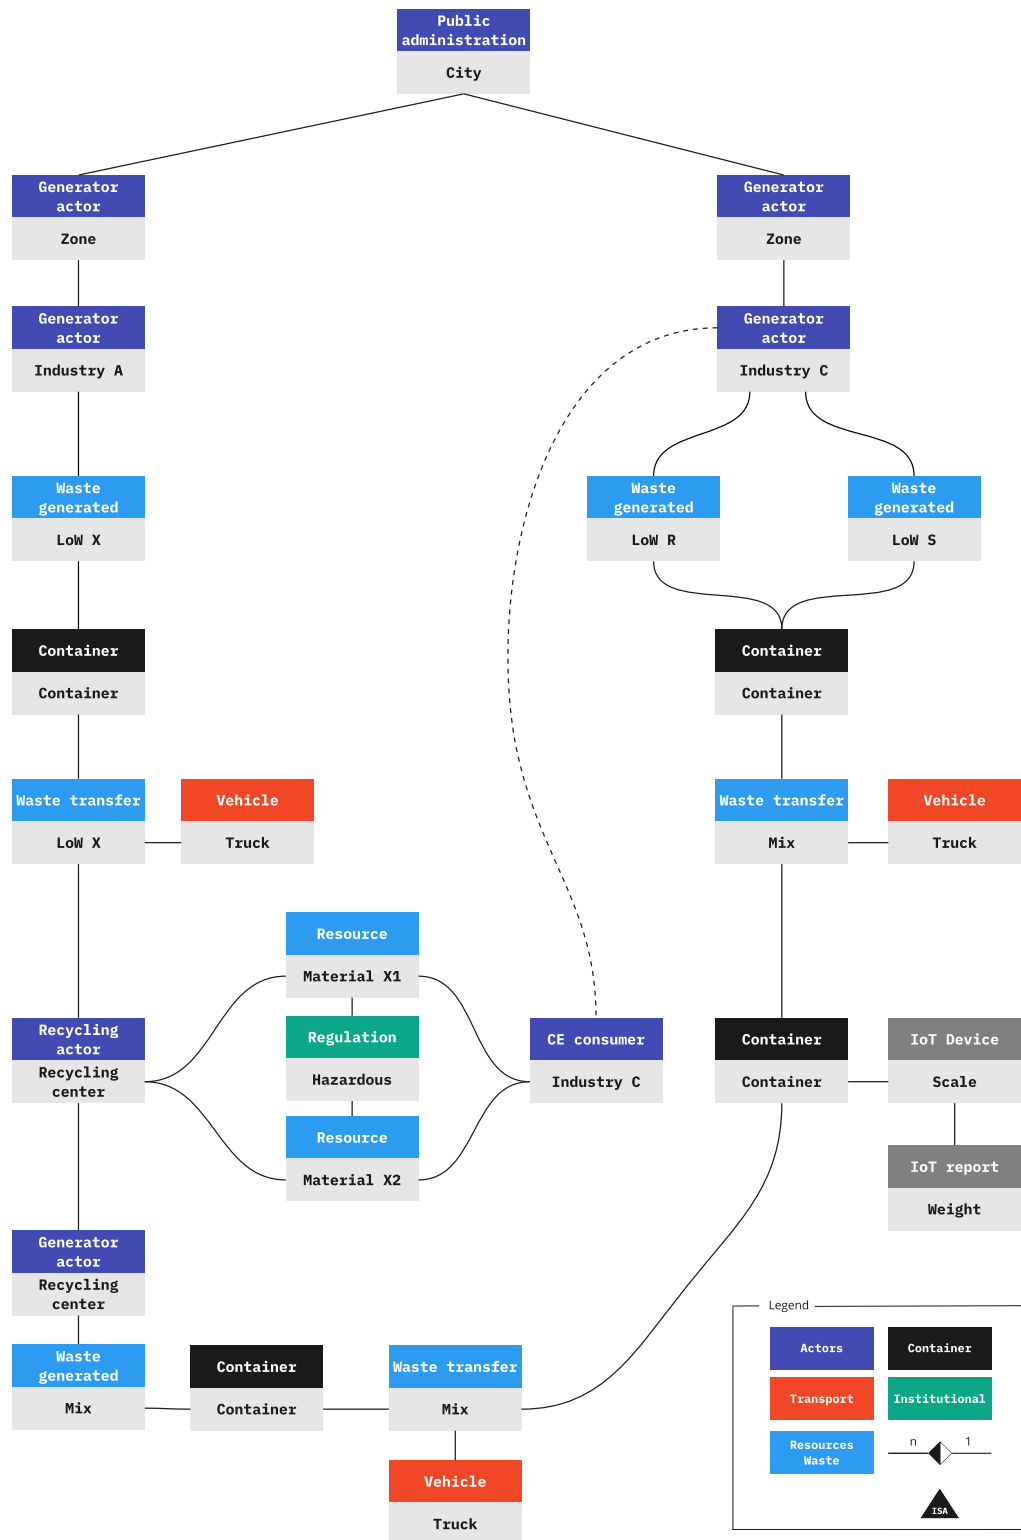 Public
administration
City
Generator
actor
Zone
Generator
actor
Zone
Generator
actor
Industry A
Generator
actor
Industry C
Waste
generated
LoW X
Waste
generated
LoW R
Waste
generated
LoW S
Container
Container
Container
Container
Waste transfer
LoW X
Vehicle
Truck
Waste transfer
Mix
Vehicle
Truck
Resource
Material X1
Regulation
Hazardous
Resource
Material X2
Recycling
actor
Recycling
center
CE consumer
Industry C
Container
Container
IoT Device
Scale
IoT report
Weight
Generator
actor
Recycling
center
Waste
generated
Mix
Container
Container
Waste transfer
Mix
Vehicle
Truck
Legend
Actors
Container
Transport
Institutional
Resources
Waste
n
1
ISA